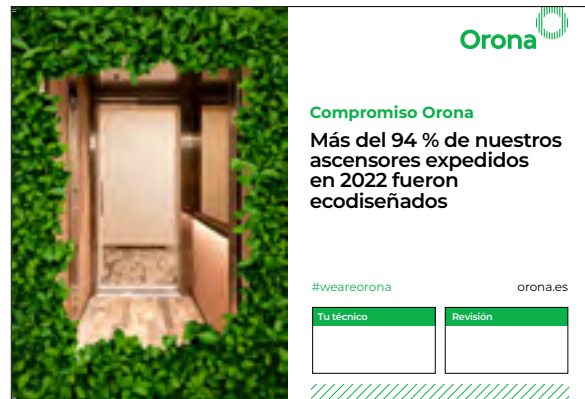 Orona
Compromiso Orona
Más del 94 % de nuestros
ascensores expedidos
en 2022 fueron
ecodiseñados
#weareorona
orona.es
Tu técnico
Revisión